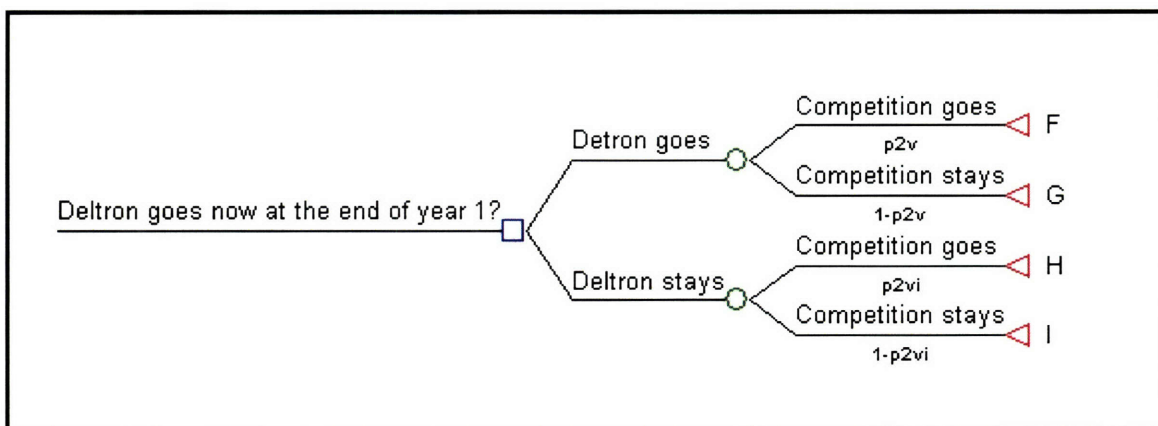 Deltron goes now at the end of year 1?
Detron goes
Competition goes
p2v
F
Competition stays
1-p2v
G
Deltron stays
Competition goes
p2vi
H
Competition stays
1-p2vi
I